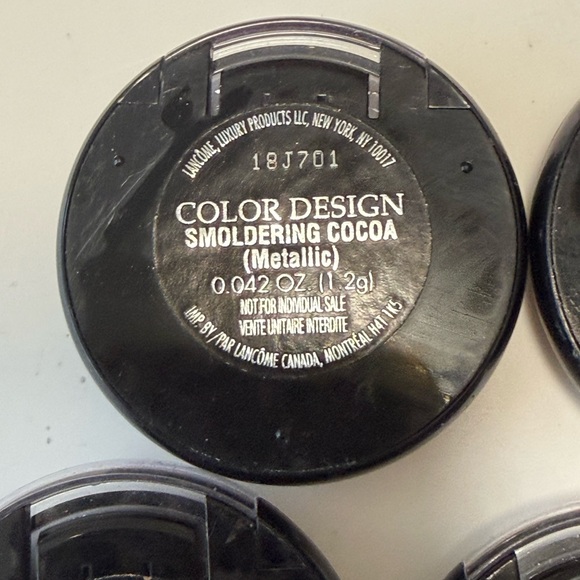 LANCÔME, LUXURY PRODUCTS LLC, NEW YORK, NY 10017
18J701
COLOR DESIGN
SMOLDERING COCOA
(Metallic)
0.042 OZ. (1.2g)
NOT FOR INDIVIDUAL SALE
VENTE UNITAIRE INTERDITE
IMP. BY /PAR LANCÔME CANADA, MONTRÉAL H4T 1K5